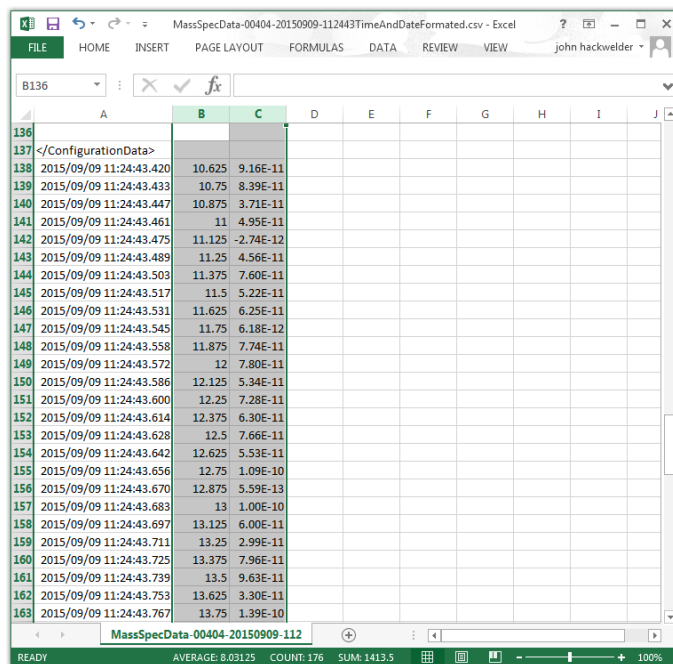 MassSpecData-00404-20150909-112443TimeAndDateFormated.csv - Excel
FILE HOME INSERT PAGE LAYOUT FORMULAS DATA REVIEW VIEW john hackwelder
B136 fx
A B C D E F G H I J
136
137 </ConfigurationData>
138 2015/09/09 11:24:43.420 10.625 9.16E-11
139 2015/09/09 11:24:43.433 10.75 8.39E-11
140 2015/09/09 11:24:43.447 10.875 3.71E-11
141 2015/09/09 11:24:43.461 11 4.95E-11
142 2015/09/09 11:24:43.475 11.125 -2.74E-12
143 2015/09/09 11:24:43.489 11.25 4.56E-11
144 2015/09/09 11:24:43.503 11.375 7.60E-11
145 2015/09/09 11:24:43.517 11.5 5.22E-11
146 2015/09/09 11:24:43.531 11.625 6.25E-11
147 2015/09/09 11:24:43.545 11.75 6.18E-12
148 2015/09/09 11:24:43.558 11.875 7.74E-11
149 2015/09/09 11:24:43.572 12 7.80E-11
150 2015/09/09 11:24:43.586 12.125 5.34E-11
151 2015/09/09 11:24:43.600 12.25 7.28E-11
152 2015/09/09 11:24:43.614 12.375 6.30E-11
153 2015/09/09 11:24:43.628 12.5 7.66E-11
154 2015/09/09 11:24:43.642 12.625 5.53E-11
155 2015/09/09 11:24:43.656 12.75 1.09E-10
156 2015/09/09 11:24:43.670 12.875 5.59E-13
157 2015/09/09 11:24:43.683 13 1.00E-10
158 2015/09/09 11:24:43.697 13.125 6.00E-11
159 2015/09/09 11:24:43.711 13.25 2.99E-11
160 2015/09/09 11:24:43.725 13.375 7.96E-11
161 2015/09/09 11:24:43.739 13.5 9.63E-11
162 2015/09/09 11:24:43.753 13.625 3.30E-11
163 2015/09/09 11:24:43.767 13.75 1.39E-10
MassSpecData-00404-20150909-112
READY AVERAGE: 8.03125 COUNT: 176 SUM: 1413.5 100%